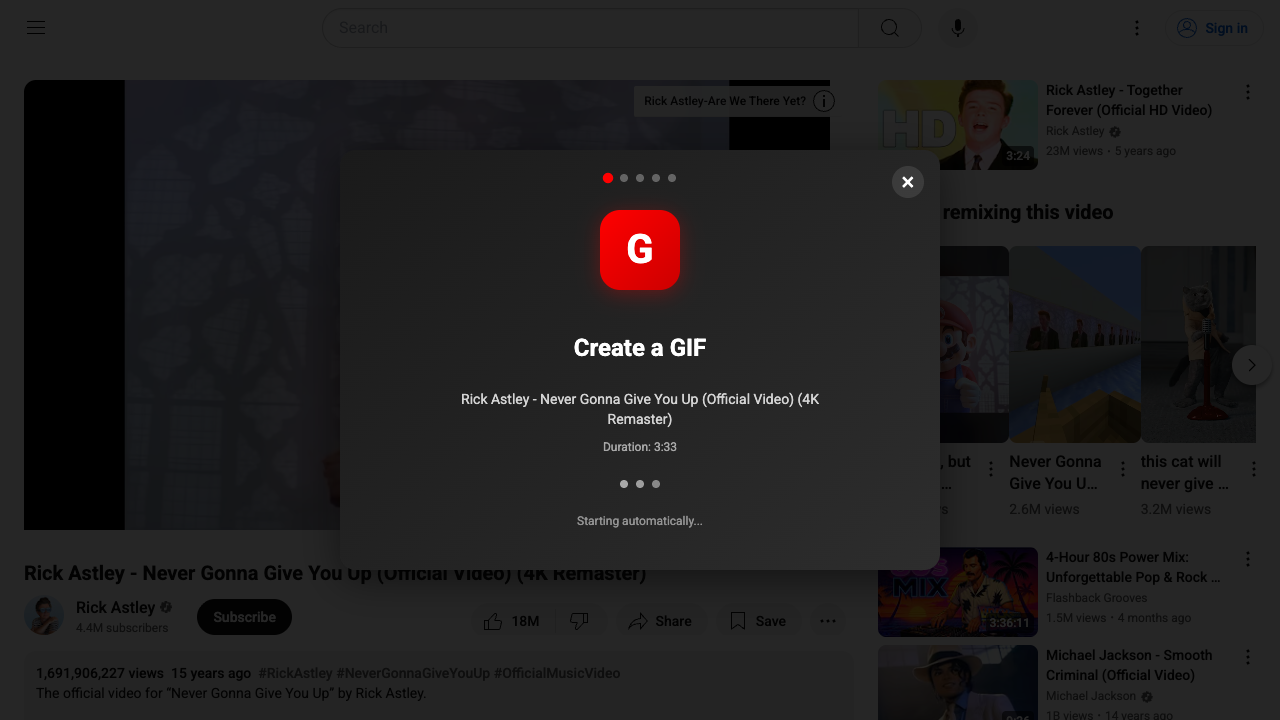 Search
Sign in
Rick Astley-Are We There Yet?
HD
3:24
Rick Astley - Together
Forever (Official HD Video)
Rick Astley
23M views • 5 years ago
remixing this video
G
Create a GIF
Rick Astley - Never Gonna Give You Up (Official Video) (4K
Remaster)
Duration: 3:33
Starting automatically...
, but
...
Never Gonna
Give You U...
2.6M views
this cat will
never give ...
3.2M views
Rick Astley - Never Gonna Give You Up (Official Video) (4K Remaster)
Rick Astley
4.4M subscribers
Subscribe
18M
Share
Save
1,691,906,227 views 15 years ago #RickAstley #NeverGonnaGiveYouUp #OfficialMusicVideo
The official video for “Never Gonna Give You Up” by Rick Astley.
MIX
3:36:11
4-Hour 80s Power Mix:
Unforgettable Pop & Rock ...
Flashback Grooves
1.5M views • 4 months ago
Michael Jackson - Smooth
Criminal (Official Video)
Michael Jackson
1B views • 14 years ago